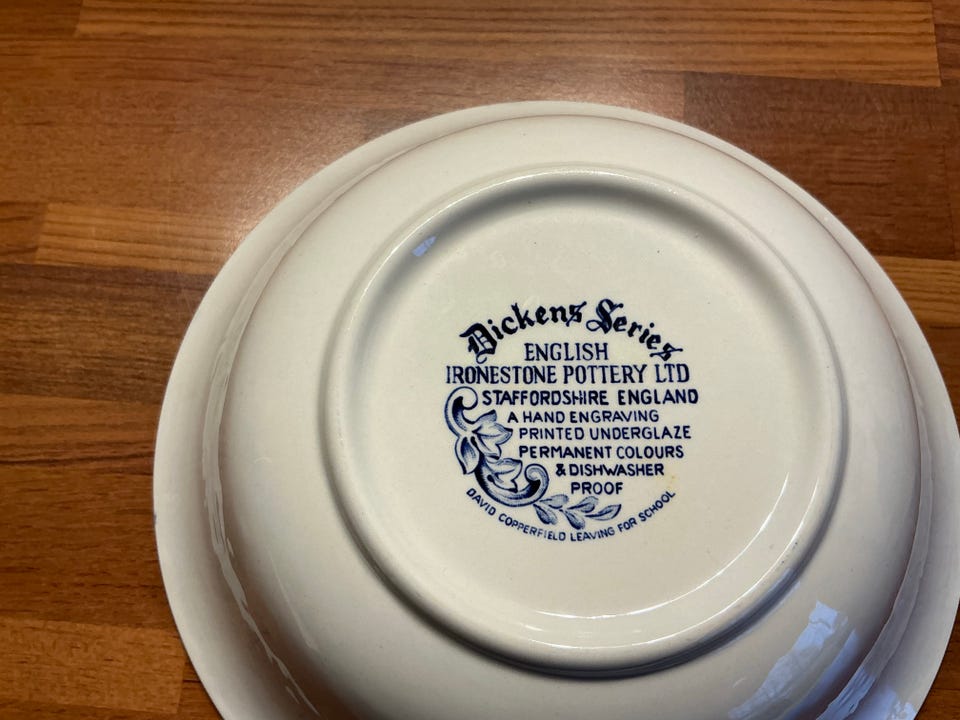 Dickens Series
ENGLISH
IRONESTONE POTTERY LTD
STAFFORDSHIRE ENGLAND
A HAND ENGRAVING
PRINTED UNDERGLAZE
PERMANENT COLOURS
& DISHWASHER
PROOF
DAVID COPPERFIELD LEAVING FOR SCHOOL